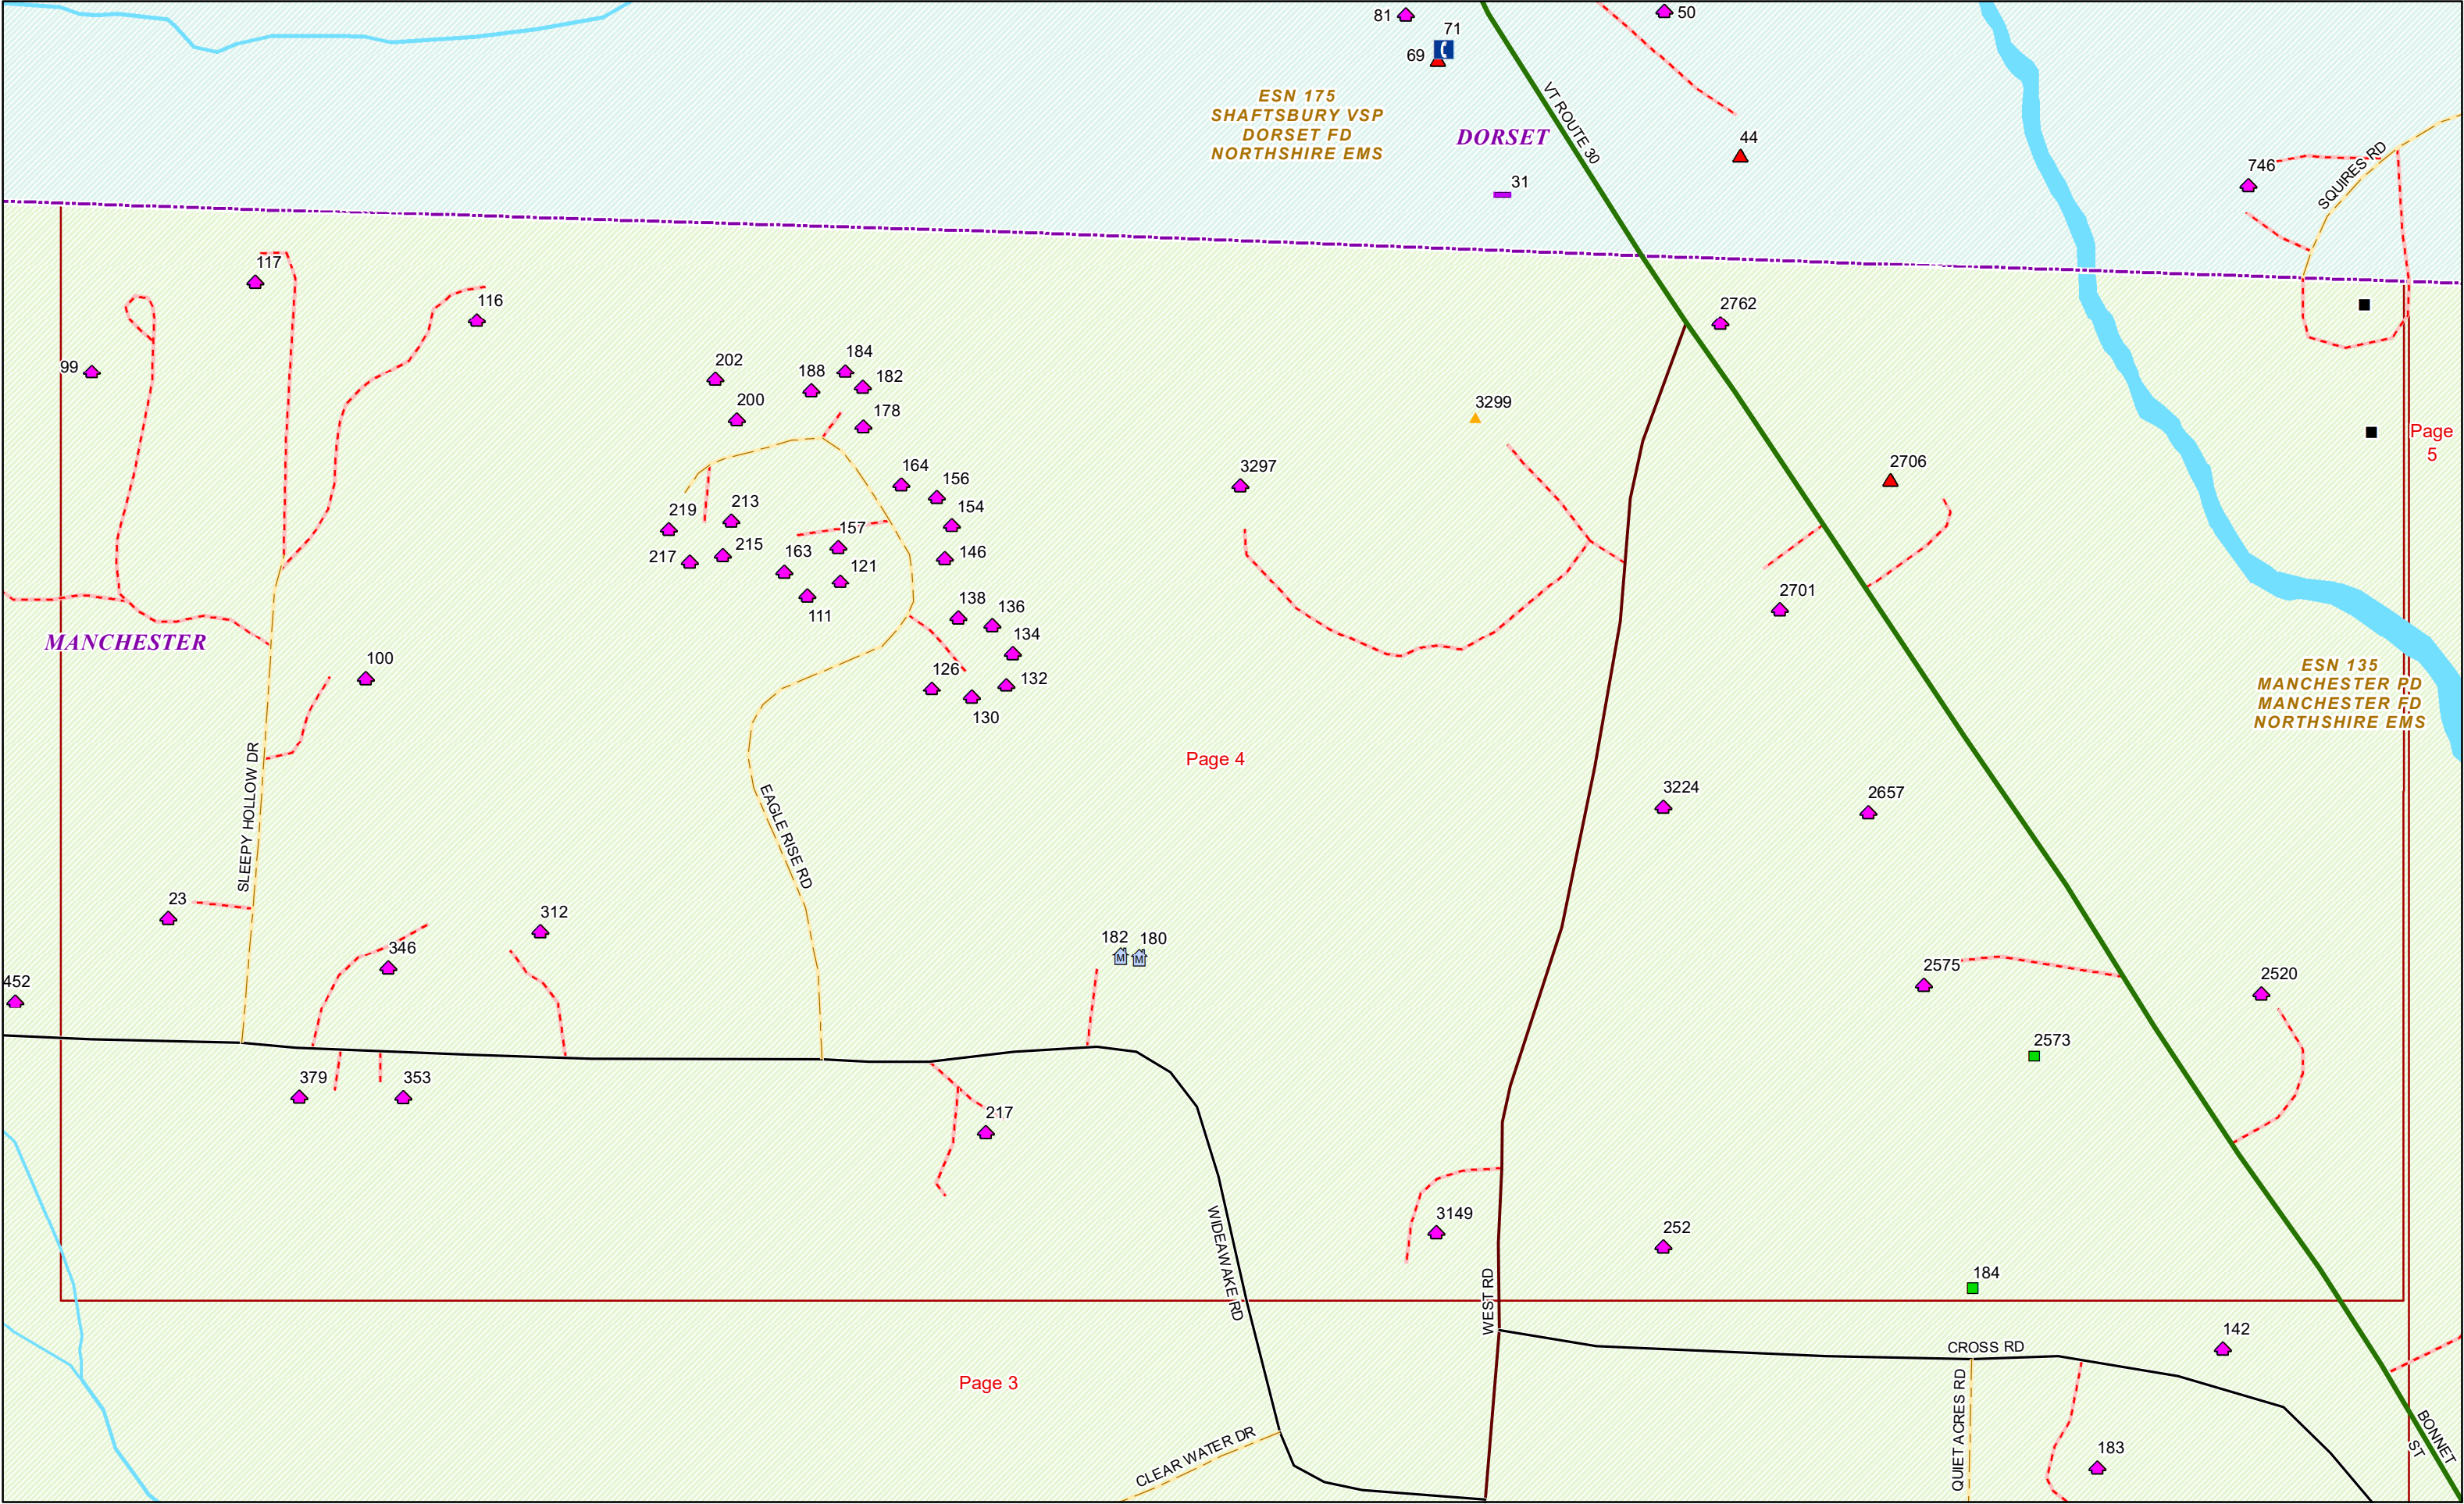 81
50
71
69
ESN 175
SHAFTSBURY VSP
DORSET FD
NORTHSHIRE EMS
DORSET
VT ROUTE 30
44
31
746
SQUIRES RD
117
116
99
2762
202
188
184
182
200
178
3299
3297
2706
Page
5
164
156
154
219
213
157
217
215
163
146
121
111
138
136
134
126
132
130
2701
MANCHESTER
100
ESN 135
MANCHESTER PD
MANCHESTER FD
NORTHSHIRE EMS
Page 4
SLEEPY HOLLOW DR
EAGLE RISE RD
3224
2657
23
312
346
182
180
452
2575
2520
2573
379
353
217
WIDEAWAKE RD
3149
252
WEST RD
184
142
CROSS RD
Page 3
QUIET ACRES RD
CLEAR WATER DR
183
BONNET
ST